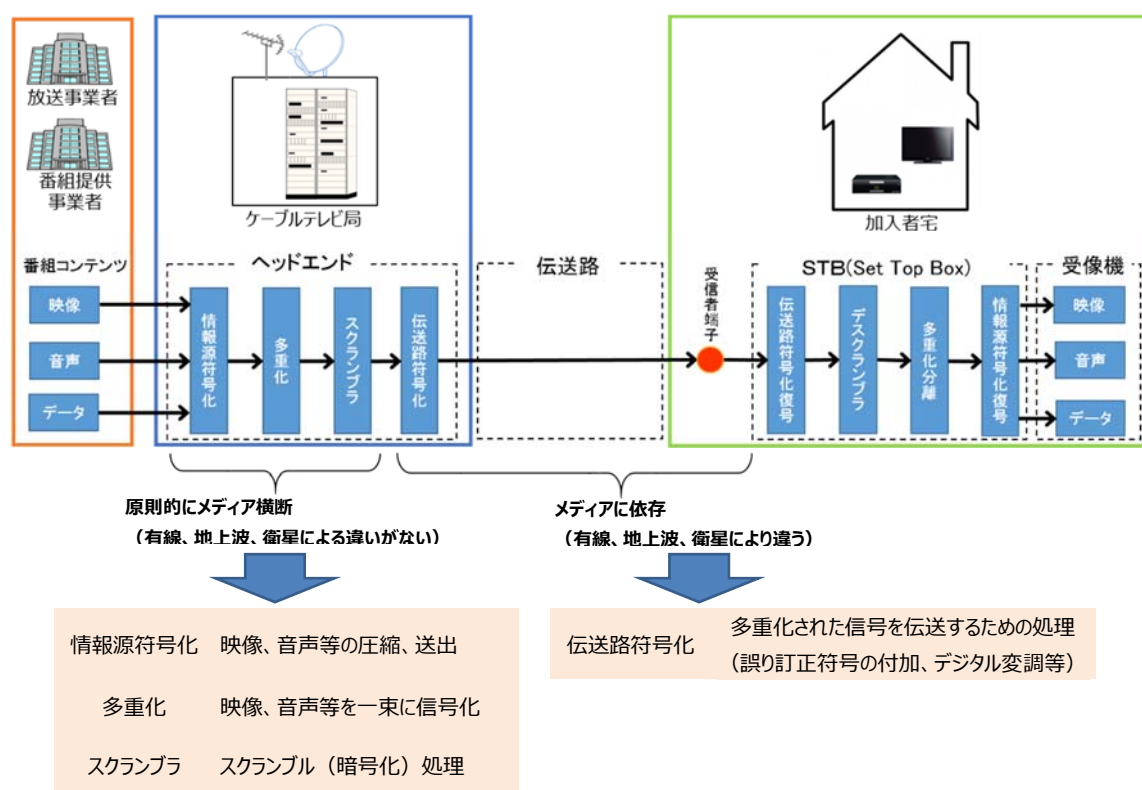 放送事業者
番組提供
事業者
ケーブルテレビ局
加入者宅
番組コンテンツ
映像
音声
データ
ヘッドエンド
情報源符号化
多重化
スクランブラ
伝送路符号化
伝送路
受信者端子
STB(Set Top Box)
伝送路符号化復号
デスクランブラ
多重化分離
情報源符号化復号
受像機
映像
音声
データ
原則的にメディア横断
（有線、地上波、衛星による違いがない）
メディアに依存
（有線、地上波、衛星により違う）
情報源符号化 映像、音声等の圧縮、送出
多重化 映像、音声等を一束に信号化
スクランブラ スクランブル（暗号化）処理
伝送路符号化 多重化された信号を伝送するための処理
（誤り訂正符号の付加、デジタル変調等）